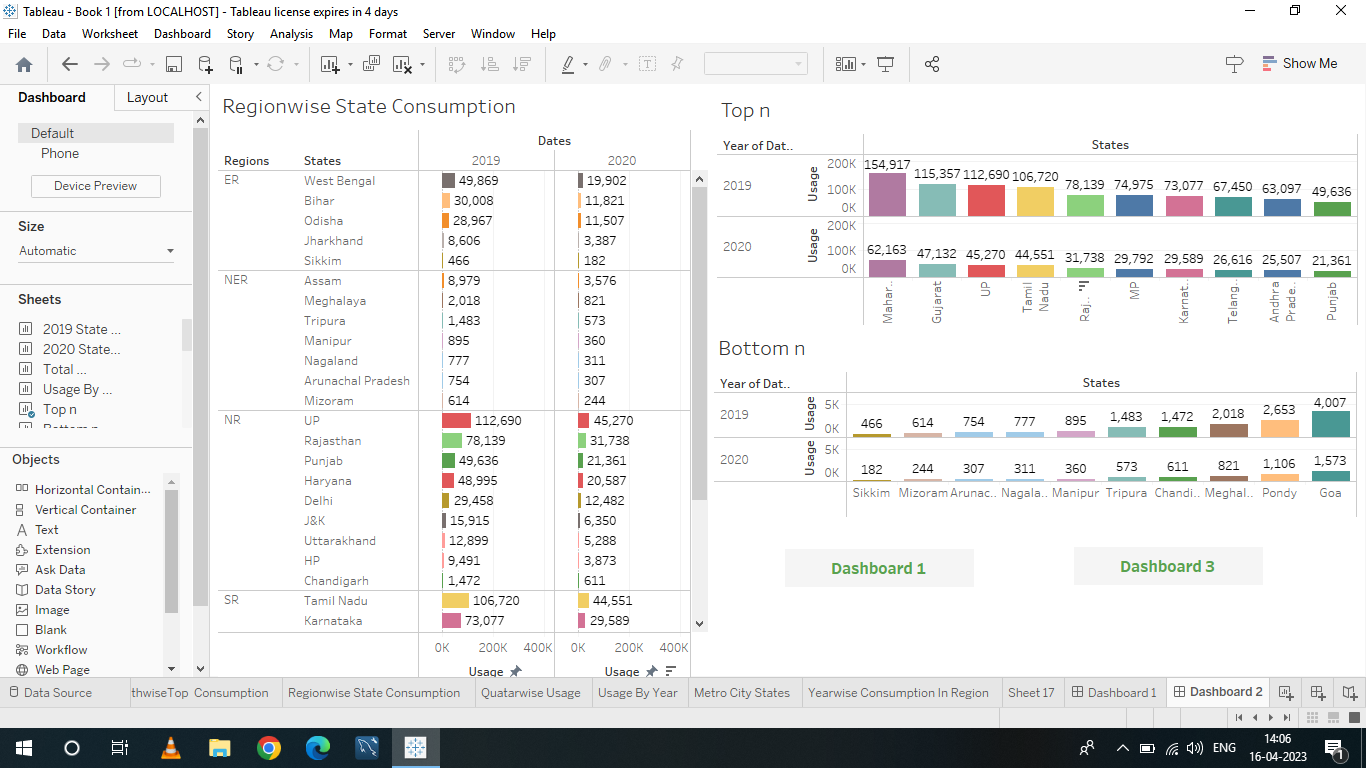 Tableau - Book 1 [from LOCALHOST] - Tableau license expires in 4 days
File Data Worksheet Dashboard Story Analysis Map Format Server Window Help
Show Me
Dashboard Layout
Default
Phone
Device Preview
Size
Automatic
Sheets
2019 State ...
2020 State...
Total ...
Usage By ...
Top n
Bottom n
Objects
Horizontal Contain...
Vertical Container
Text
Extension
Ask Data
Data Story
Image
Blank
Workflow
Web Page
Regionwise State Consumption
Dates
Regions States 2019 2020
ER West Bengal 49,869 19,902
Bihar 30,008 11,821
Odisha 28,967 11,507
Jharkhand 8,606 3,387
Sikkim 466 182
NER Assam 8,979 3,576
Meghalaya 2,018 821
Tripura 1,483 573
Manipur 895 360
Nagaland 777 311
Arunachal Pradesh 754 307
Mizoram 614 244
NR UP 112,690 45,270
Rajasthan 78,139 31,738
Punjab 49,636 21,361
Haryana 48,995 20,587
Delhi 29,458 12,482
J&K 15,915 6,350
Uttarakhand 12,899 5,288
HP 9,491 3,873
Chandigarh 1,472 611
SR Tamil Nadu 106,720 44,551
Karnataka 73,077 29,589
0K 200K 400K 0K 200K 400K
Usage Usage
Top n
Year of Dat.. States
2019 Usage 200K 100K 0K
154,917 115,357 112,690 106,720 78,139 74,975 73,077 67,450 63,097 49,636
2020 Usage 200K 100K 0K
62,163 47,132 45,270 44,551 31,738 29,792 29,589 26,616 25,507 21,361
Mahar.. Gujarat UP Tamil Nadu Raj.. MP Karnat.. Telang.. Andhra Prade.. Punjab
Bottom n
Year of Dat.. States
2019 Usage 5K 0K
466 614 754 777 895 1,483 1,472 2,018 2,653 4,007
2020 Usage 5K 0K
182 244 307 311 360 573 611 821 1,106 1,573
Sikkim Mizoram Arunac.. Nagala.. Manipur Tripura Chandi.. Meghal.. Pondy Goa
Dashboard 1 Dashboard 3
Data Source thwiseTop Consumption Regionwise State Consumption Quatarwise Usage Usage By Year Metro City States Yearwise Consumption In Region Sheet 17 Dashboard 1 Dashboard 2
ENG
14:06
16-04-2023
1